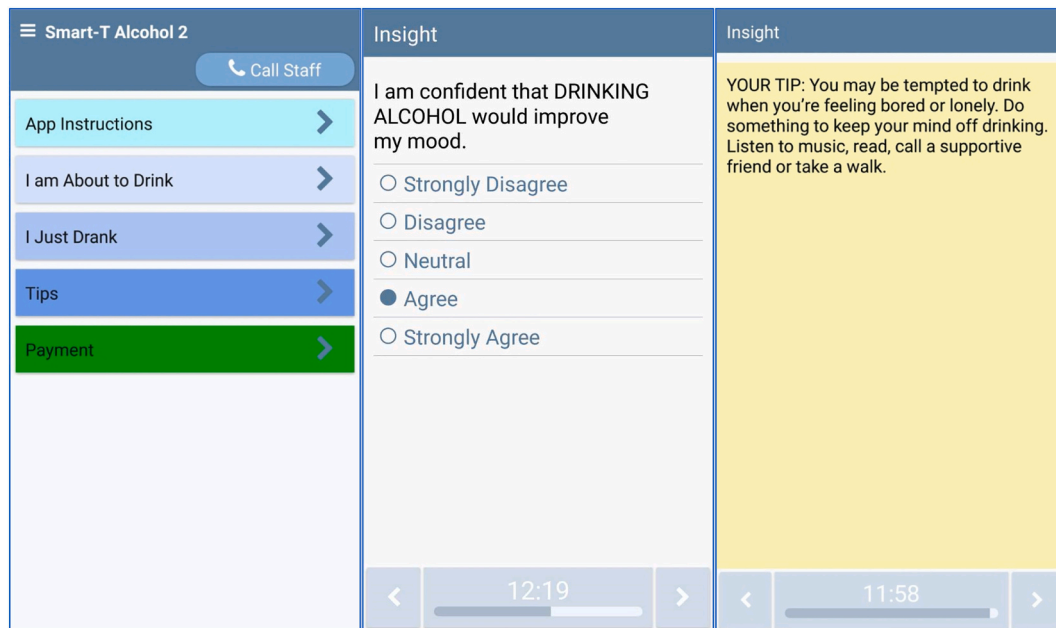 Smart-T Alcohol 2
Call Staff
App Instructions
I am About to Drink
I Just Drank
Tips
Payment
Insight
I am confident that DRINKING
ALCOHOL would improve
my mood.
Strongly Disagree
Disagree
Neutral
Agree
Strongly Agree
12:19
Insight
YOUR TIP: You may be tempted to drink
when you're feeling bored or lonely. Do
something to keep your mind off drinking.
Listen to music, read, call a supportive
friend or take a walk.
11:58